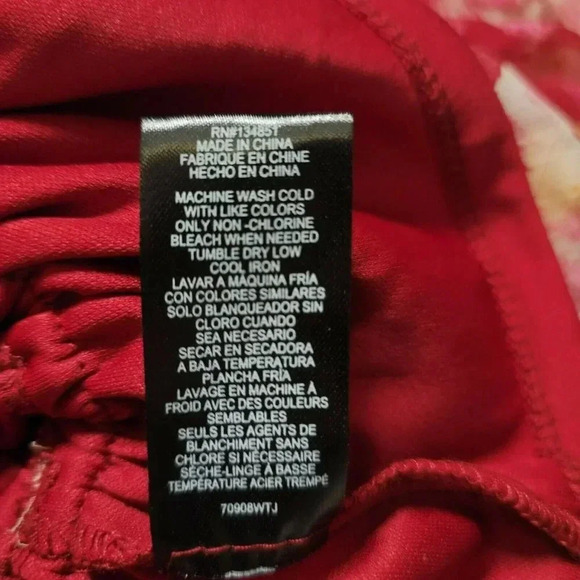 RN#134851
MADE IN CHINA
FABRIQUE EN CHINE
HECHO EN CHINA
MACHINE WASH COLD
WITH LIKE COLORS
ONLY NON -CHLORINE
BLEACH WHEN NEEDED
TUMBLE DRY LOW
COOL IRON
LAVAR A MÁQUINA FRÍA
CON COLORES SIMILARES
SOLO BLANQUEADOR SIN
CLORO CUANDO
SEA NECESARIO
SECAR EN SECADORA
A BAJA TEMPERATURA
PLANCHA FRÍA
LAVAGE EN MACHINE À
FROID AVEC DES COULEURS
SEMBLABLES
SEULS LES AGENTS DE
BLANCHIMENT SANS
CHLORE SI NÉCESSAIRE
SÈCHE-LINGE À BASSE
TEMPÉRATURE ACIER TREMPÉ
70908WTJ